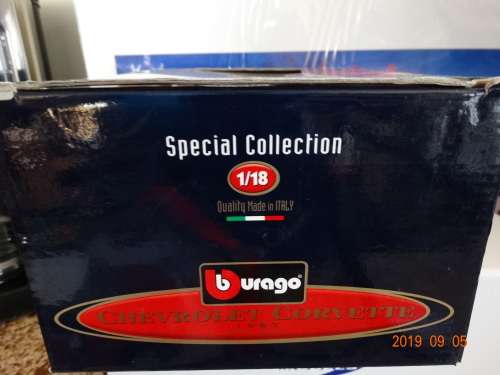 Special Collection
1/18
Quality Made in ITALY
burago
CHEVROLET CORVETTE
2019 09 05